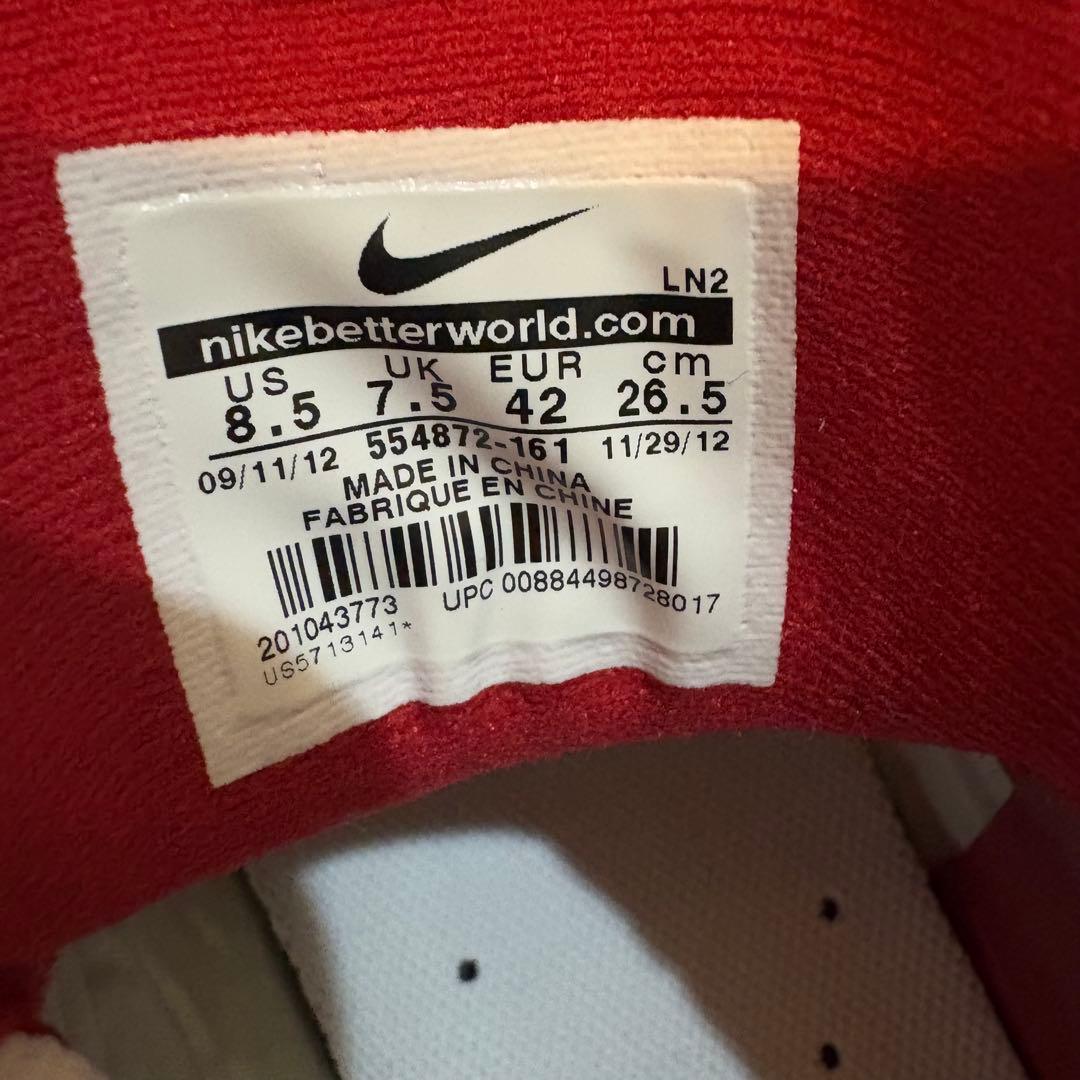 LN2
nikebetterworld.com
US UK EUR cm
8.5 7.5 42 26.5
09/11/12 554872-161 11/29/12
MADE IN CHINA
FABRIQUE EN CHINE
201043773 UPC 00884498728017
US5713141*